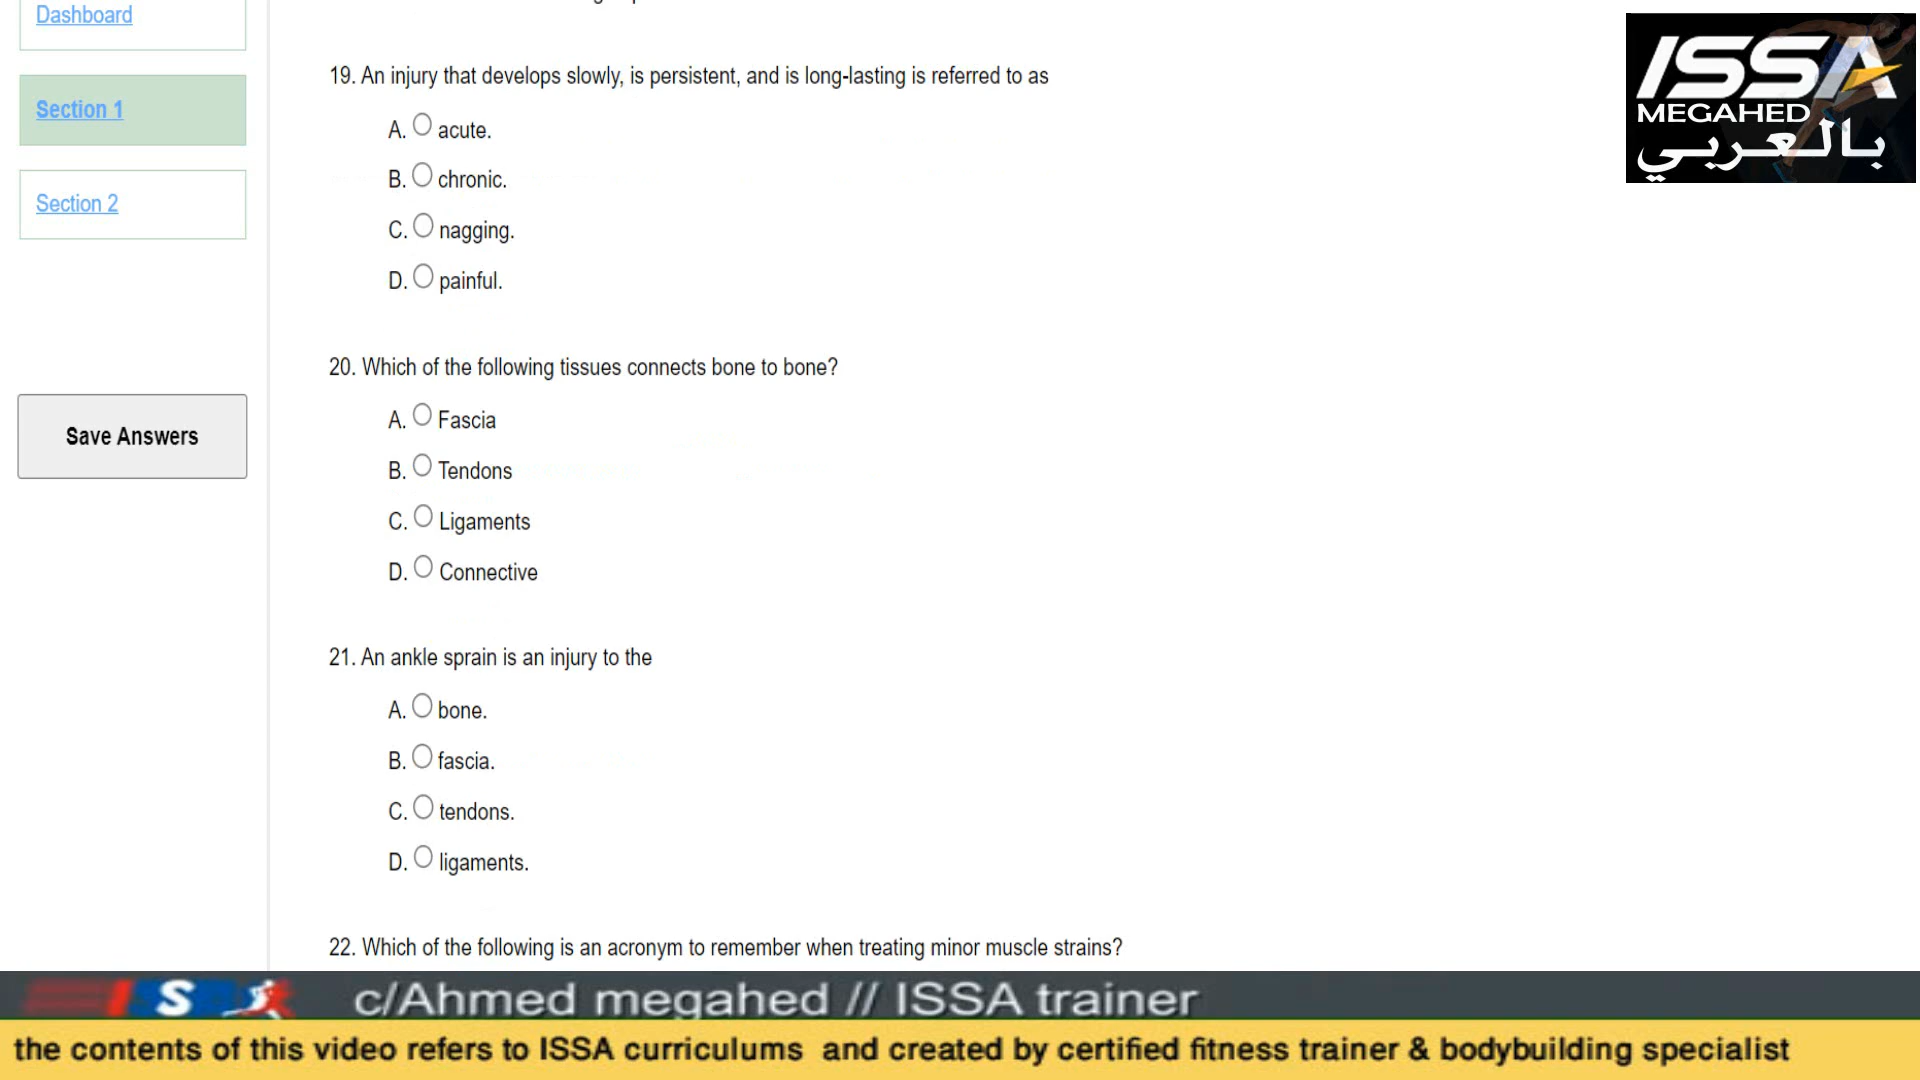 Dashboard
Section 1
Section 2
Save Answers
19. An injury that develops slowly, is persistent, and is long-lasting is referred to as
A. acute.
B. chronic.
C. nagging.
D. painful.
20. Which of the following tissues connects bone to bone?
A. Fascia
B. Tendons
C. Ligaments
D. Connective
21. An ankle sprain is an injury to the
A. bone.
B. fascia.
C. tendons.
D. ligaments.
22. Which of the following is an acronym to remember when treating minor muscle strains?
ISSA
MEGAHED
بالعربي
c/Ahmed megahed // ISSA trainer
the contents of this video refers to ISSA curriculums and created by certified fitness trainer & bodybuilding specialist